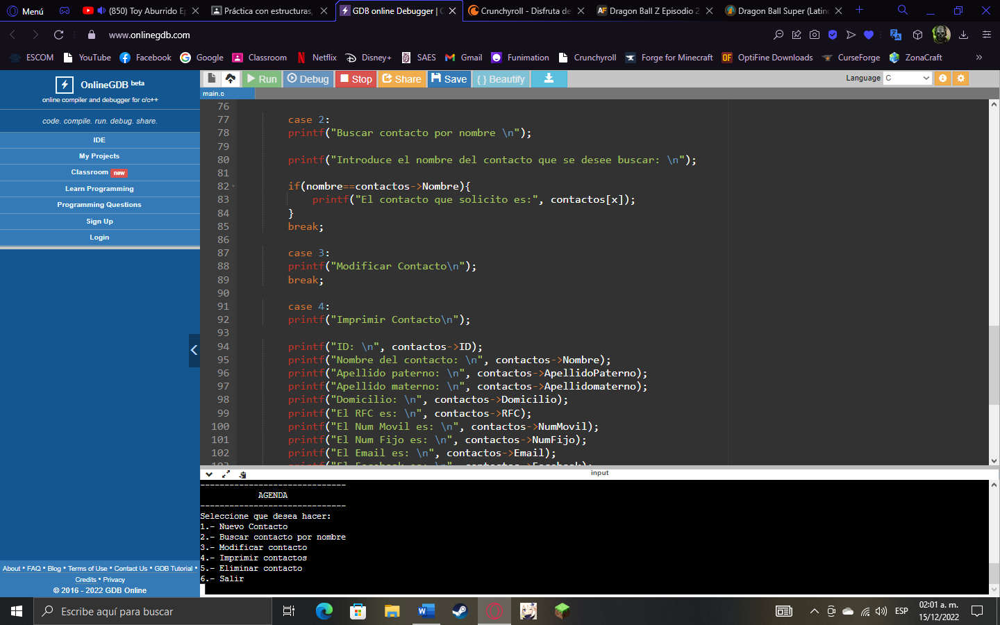 Menú
(850) Toy Aburrido Ep
Práctica con estructuras,
GDB online Debugger | C
Crunchyroll - Disfruta de
Dragon Ball Z Episodio 2
Dragon Ball Super (Latino
www.onlinegdb.com
ESCOM YouTube Facebook Google Classroom Netflix Disney+ SAES Gmail Funimation Crunchyroll Forge for Minecraft OptiFine Downloads CurseForge ZonaCraft »
OnlineGDB beta
online compiler and debugger for c/c++
code. compile. run. debug. share.
IDE
My Projects
Classroom new
Learn Programming
Programming Questions
Sign Up
Login
About • FAQ • Blog • Terms of Use • Contact Us • GDB Tutorial •
Credits • Privacy
© 2016 - 2022 GDB Online
Run Debug Stop Share Save { } Beautify
Language C
main.c
76
77 case 2:
78 printf("Buscar contacto por nombre \n");
79
80 printf("Introduce el nombre del contacto que se desee buscar: \n");
81
82 if(nombre==contactos->Nombre){
83 printf("El contacto que solicito es:", contactos[x]);
84 }
85 break;
86
87 case 3:
88 printf("Modificar Contacto\n");
89 break;
90
91 case 4:
92 printf("Imprimir Contacto\n");
93
94 printf("ID: \n", contactos->ID);
95 printf("Nombre del contacto: \n", contactos->Nombre);
96 printf("Apellido paterno: \n", contactos->ApellidoPaterno);
97 printf("Apellido materno: \n", contactos->Apellidomaterno);
98 printf("Domicilio: \n", contactos->Domicilio);
99 printf("El RFC es: \n", contactos->RFC);
100 printf("El Num Movil es: \n", contactos->NumMovil);
101 printf("El Num Fijo es: \n", contactos->NumFijo);
102 printf("El Email es: \n", contactos->Email);
103 printf("El Facebook es: \n", contactos->Facebook);
input
------------------------------
AGENDA
------------------------------
Seleccione que desea hacer:
1.- Nuevo Contacto
2.- Buscar contacto por nombre
3.- Modificar contacto
4.- Imprimir contactos
5.- Eliminar contacto
6.- Salir
Escribe aquí para buscar
ESP
02:01 a. m.
15/12/2022